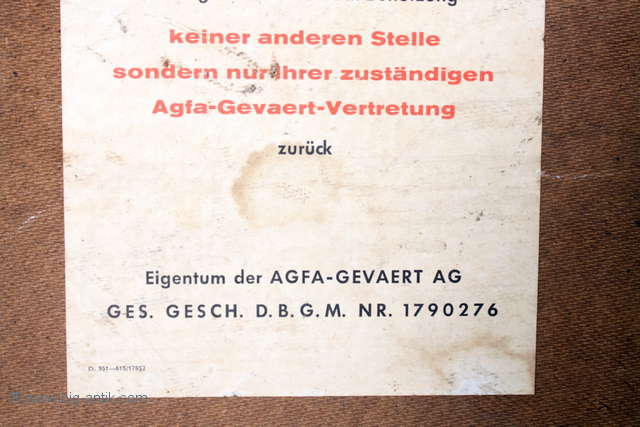 keiner anderen Stelle
sondern nur Ihrer zuständigen
Agfa-Gevaert-Vertretung
zurück
Eigentum der AGFA-GEVAERT AG
GES. GESCH. D.B.G.M. NR. 1790276